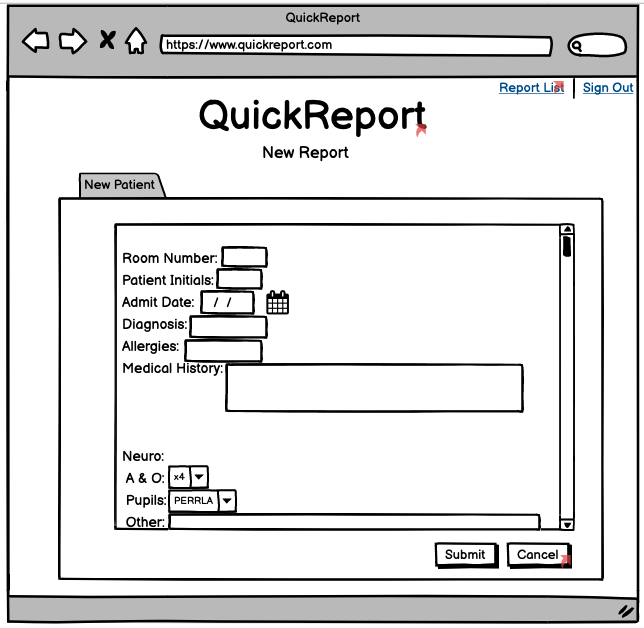 QuickReport
https://www.quickreport.com
Report List Sign Out
QuickReport
New Report
New Patient
Room Number:
Patient Initials:
Admit Date: / /
Diagnosis:
Allergies:
Medical History:
Neuro:
A & O: x4
Pupils: PERRLA
Other:
Submit Cancel